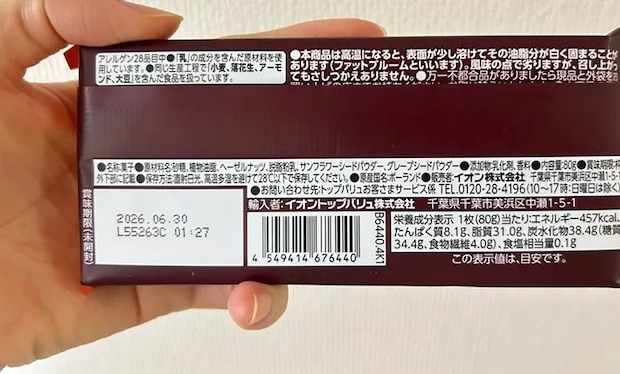 アレルゲン28品目中●「乳」の成分を含んだ原材料を使
用しています。●同じ生産工程で「小麦、落花生、アーモ
ンド、大豆」を含んだ食品を扱っています。
●本商品は高温になると、表面が少し溶けてその油脂分が白く固まること
あります(ファットブルームといいます)。風味の点で劣りますが、召し上が
てもさしつかえありません。●万一不都合品がありましたら現品と外袋を
●名称:菓子●原材料名:砂糖、植物油脂、ヘーゼルナッツ、脱脂粉乳、サンフラワーシードパウダー、グレープシードパウダー●添加物:乳化剤、香料●内容量:80g●賞味期限:枠
外下部に記載●保存方法:直射日光、高温多湿を避けて28℃以下で保存してください。●原産国名:ポーランド●販売者:イオン株式会社 千葉県千葉市美浜区中瀬1-5-1
●お問い合わせ先:トップバリュお客さまサービス係 TEL.0120-28-4196(10~17時:日曜日は除く)
輸入者:イオントップバリュ株式会社 千葉県千葉市美浜区中瀬1-5-1
賞味期限(未開封)
2026.06.30
L55263C 01:27
4 549414 676440
B6440.4K1
栄養成分表示 1枚(80g)当たり:エネルギー457kcal、
たんぱく質8.1g、脂質31.0g、炭水化物38.4g(糖質
34.4g、食物繊維4.0g)、食塩相当量0.1g
この表示値は、目安です。